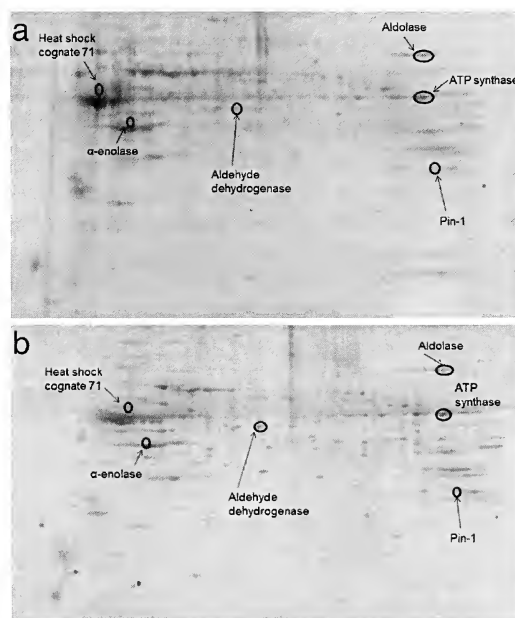 a
Aldolase
Heat shock
cognate 71
ATP synthase
α-enolase
Aldehyde
dehydrogenase
Pin-1
b
Aldolase
Heat shock
cognate 71
ATP
synthase
α-enolase
Aldehyde
dehydrogenase
Pin-1